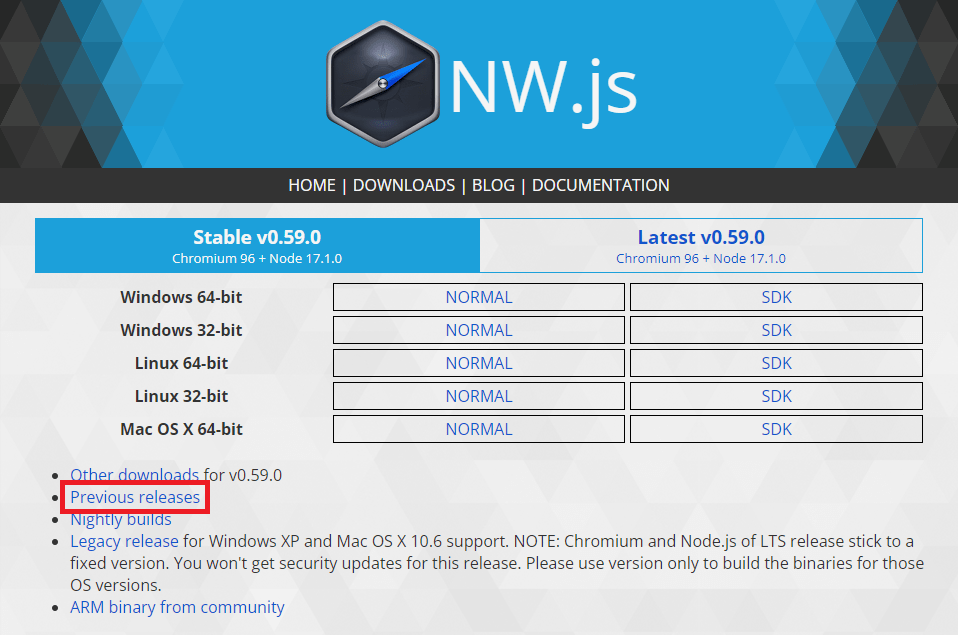 NW.js
HOME | DOWNLOADS | BLOG | DOCUMENTATION
Stable v0.59.0
Chromium 96 + Node 17.1.0
Latest v0.59.0
Chromium 96 + Node 17.1.0
Windows 64-bit NORMAL SDK
Windows 32-bit NORMAL SDK
Linux 64-bit NORMAL SDK
Linux 32-bit NORMAL SDK
Mac OS X 64-bit NORMAL SDK
• Other downloads for v0.59.0
• Previous releases
• Nightly builds
• Legacy release for Windows XP and Mac OS X 10.6 support. NOTE: Chromium and Node.js of LTS release stick to a
fixed version. You won't get security updates for this release. Please use version only to build the binaries for those
OS versions.
• ARM binary from community